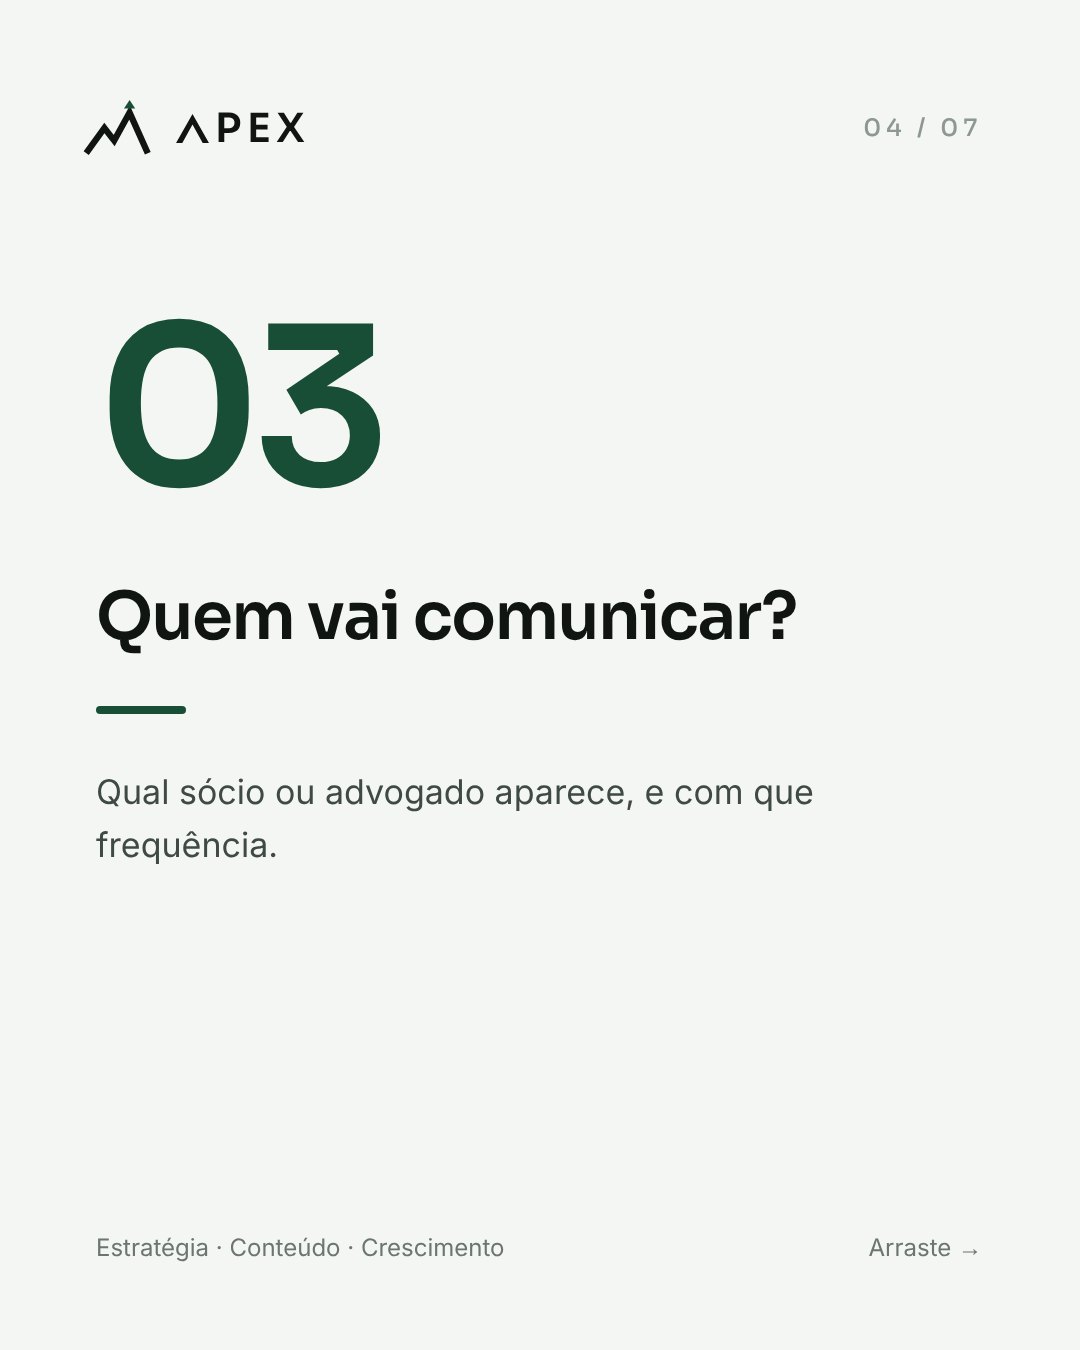 APEX
04 / 07
03
Quem vai comunicar?
Qual sócio ou advogado aparece, e com que
frequência.
Estratégia · Conteúdo · Crescimento
Arraste →